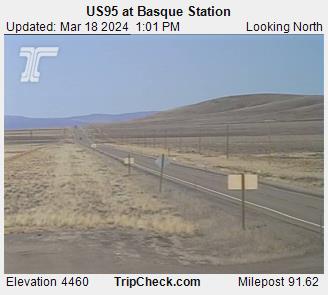 US95 at Basque Station
Updated: Mar 18 2024 1:01 PM Looking North
Elevation 4460 TripCheck.com Milepost 91.62